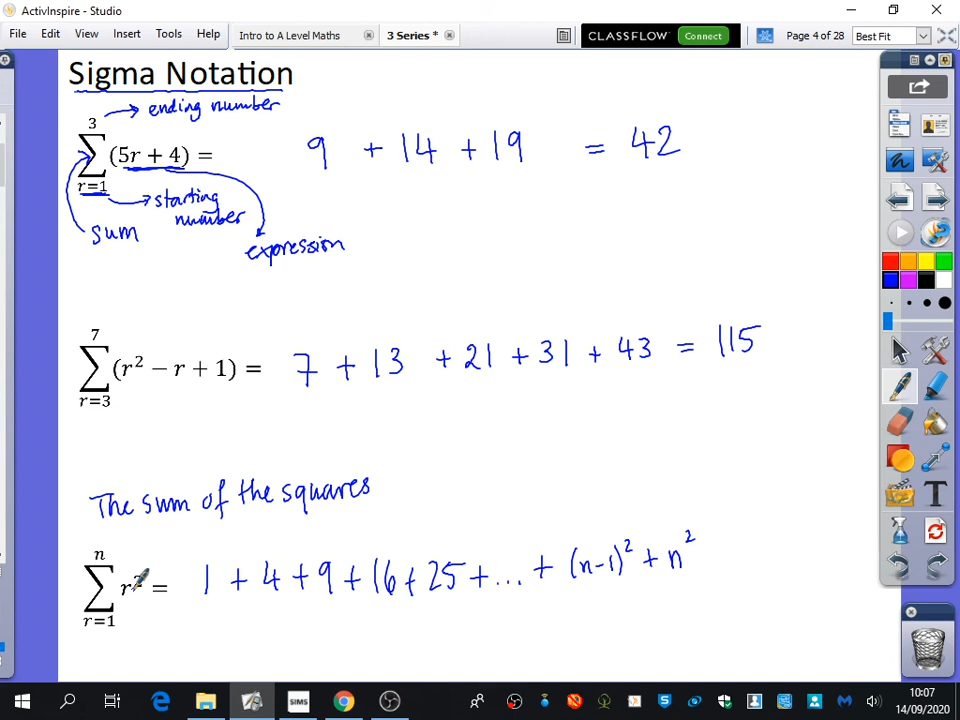 ActivInspire - Studio
File Edit View Insert Tools Help
Intro to A Level Maths
3 Series *
CLASSFLOW Connect
Page 4 of 28
Best Fit
Sigma Notation
→ ending number
3
∑ (5r + 4) = 9 + 14 + 19 = 42
r=1
→ starting
number
sum
expression
7
∑ (r² − r + 1) = 7 + 13 + 21 + 31 + 43 = 115
r=3
The sum of the squares
n
∑ r² = 1 + 4 + 9 + 16 + 25 + ... + (n-1)² + n²
r=1
SIMS
10:07
14/09/2020